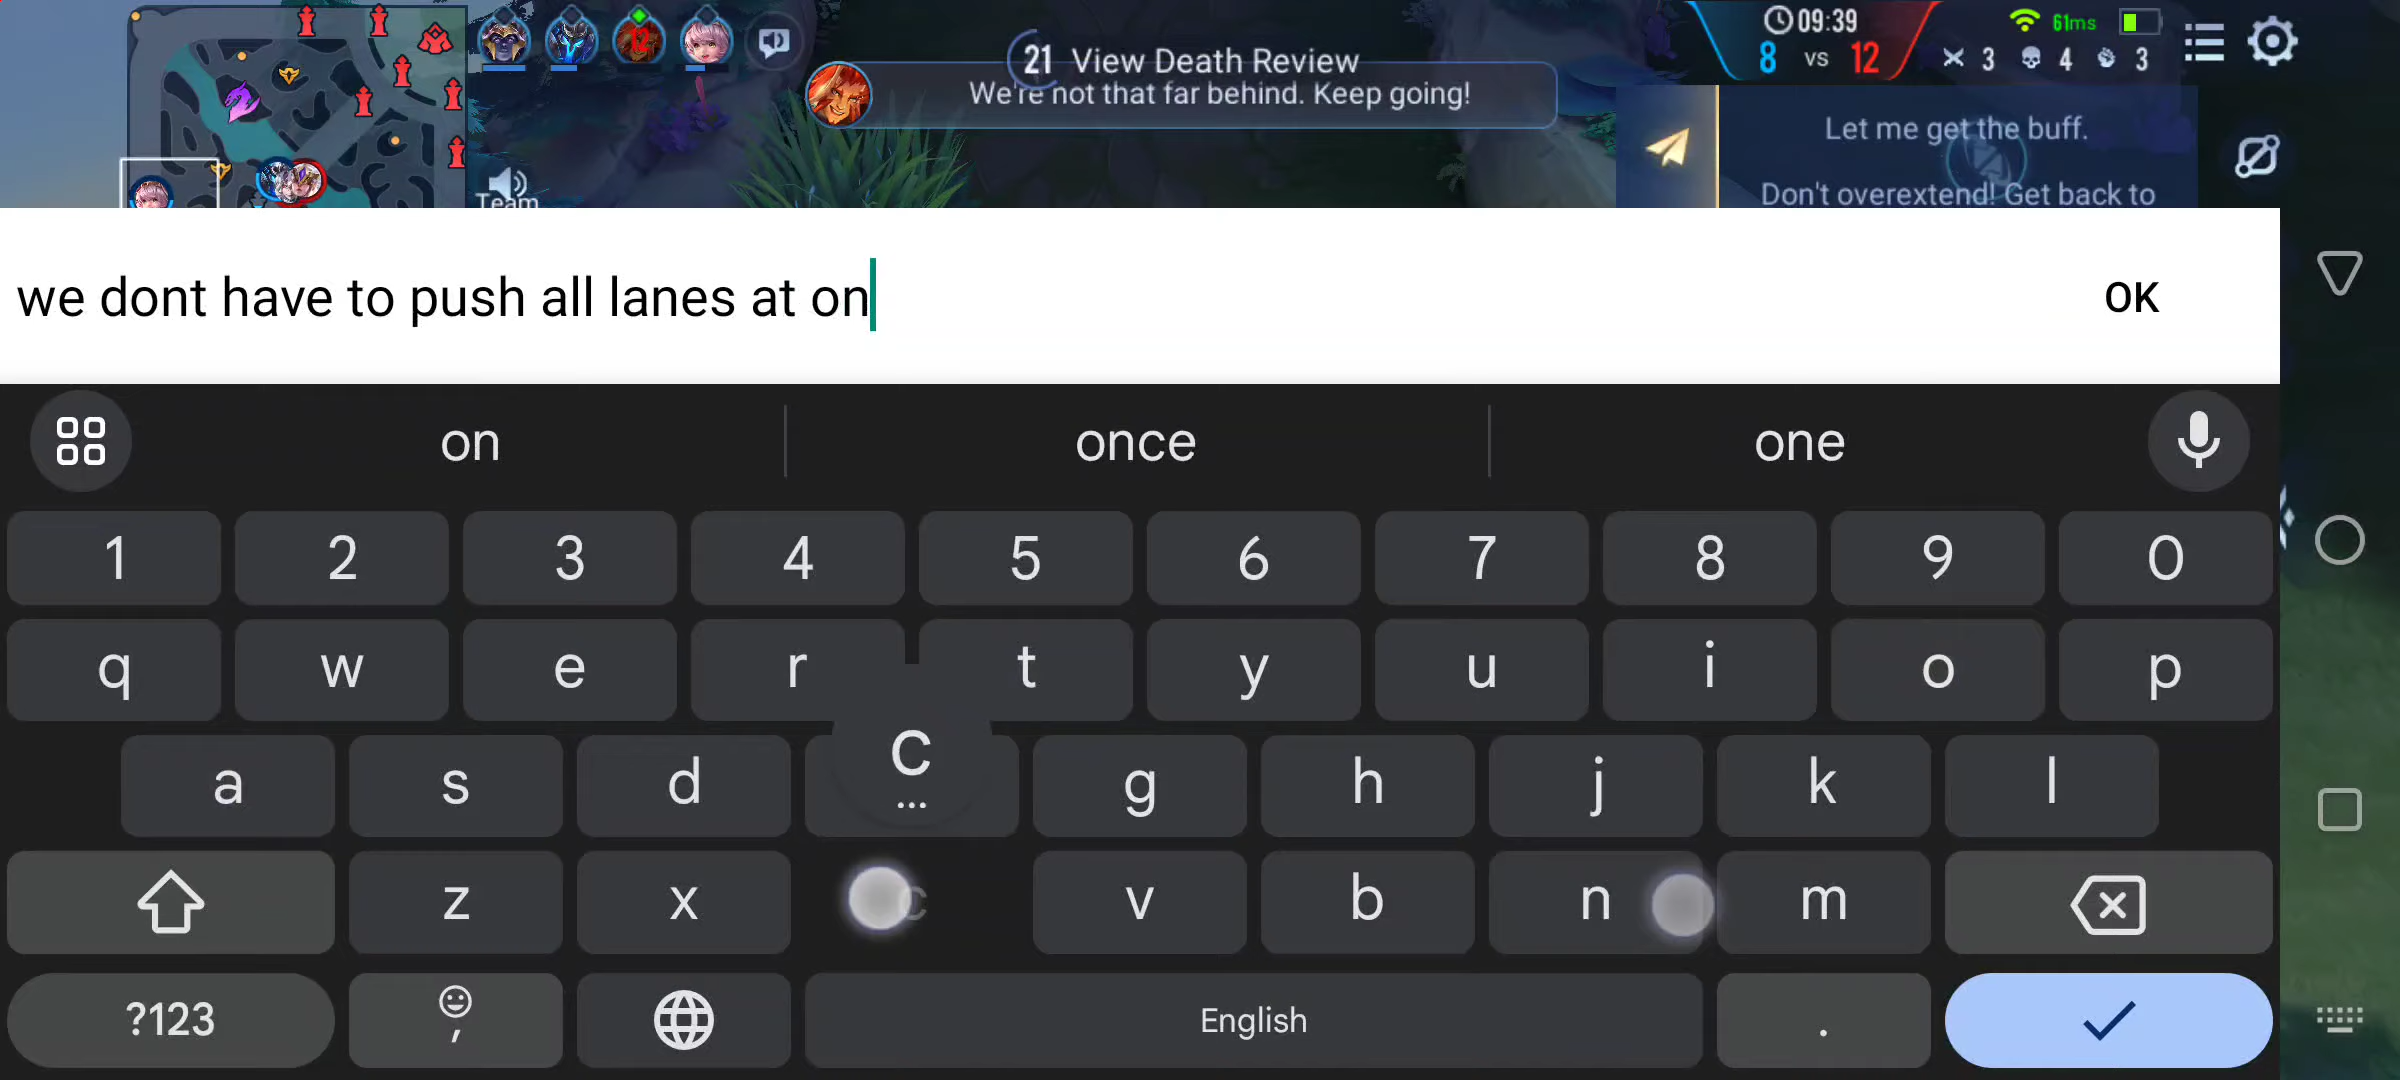 21 View Death Review
We're not that far behind. Keep going!
09:39
8 vs 12
61ms
3 4 3
12
Let me get the buff.
Don't overextend! Get back to
Team
we dont have to push all lanes at on
OK
on once one
1 2 3 4 5 6 7 8 9 0
q w e r t y u i o p
a s d c g h j k l
z x c v b n m
?123 , English .